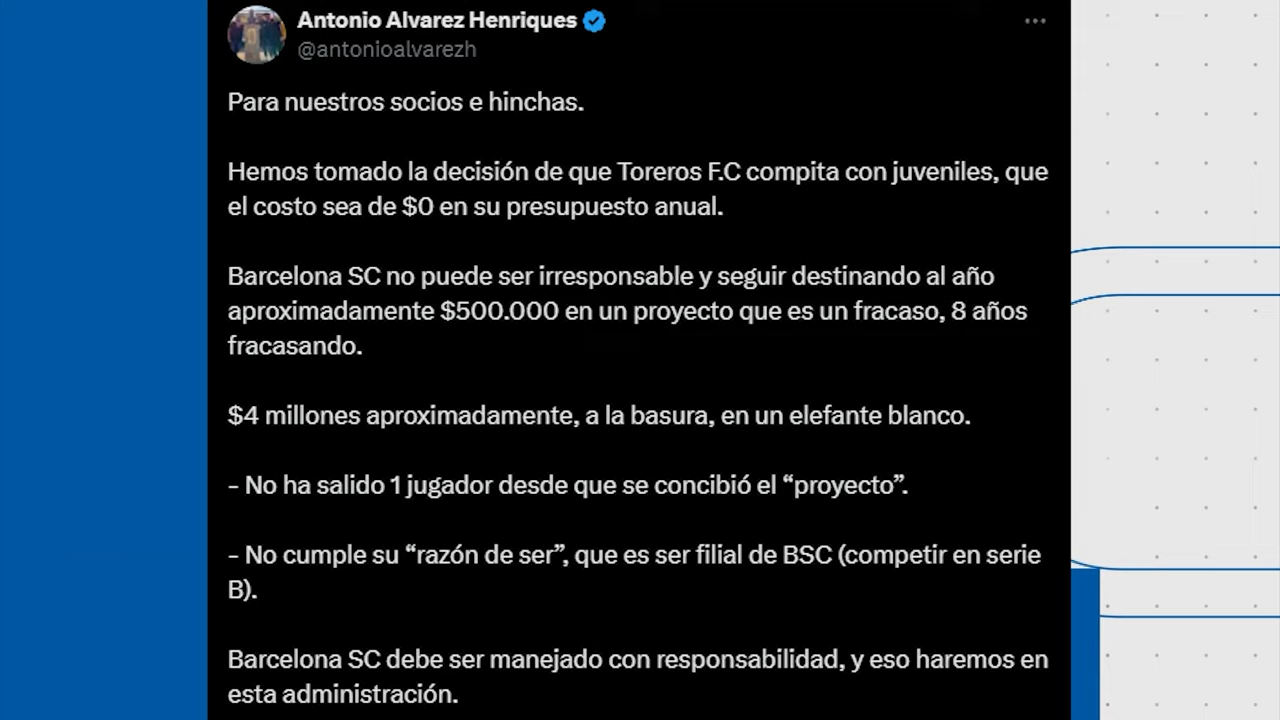 Antonio Alvarez Henriques
@antonioalvarezh
Para nuestros socios e hinchas.
Hemos tomado la decisión de que Toreros F.C compita con juveniles, que
el costo sea de $0 en su presupuesto anual.
Barcelona SC no puede ser irresponsable y seguir destinando al año
aproximadamente $500.000 en un proyecto que es un fracaso, 8 años
fracasando.
$4 millones aproximadamente, a la basura, en un elefante blanco.
- No ha salido 1 jugador desde que se concibió el “proyecto”.
- No cumple su “razón de ser”, que es ser filial de BSC (competir en serie
B).
Barcelona SC debe ser manejado con responsabilidad, y eso haremos en
esta administración.